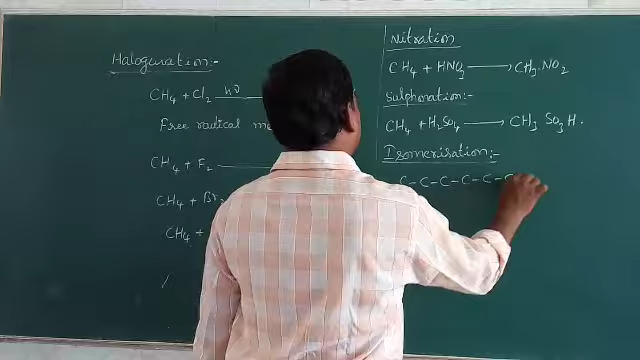 Halogenation:-
CH₄ + Cl₂ hν
Free radical me
CH₄ + F₂
CH₄ + Br₂
CH₄ +
Nitration
CH₄ + HNO₃ → CH₃.NO₂
Sulphonation:-
CH₄ + H₂SO₄ → CH₃ SO₃H.
Isomerisation:-
C-C-C-C-C-C